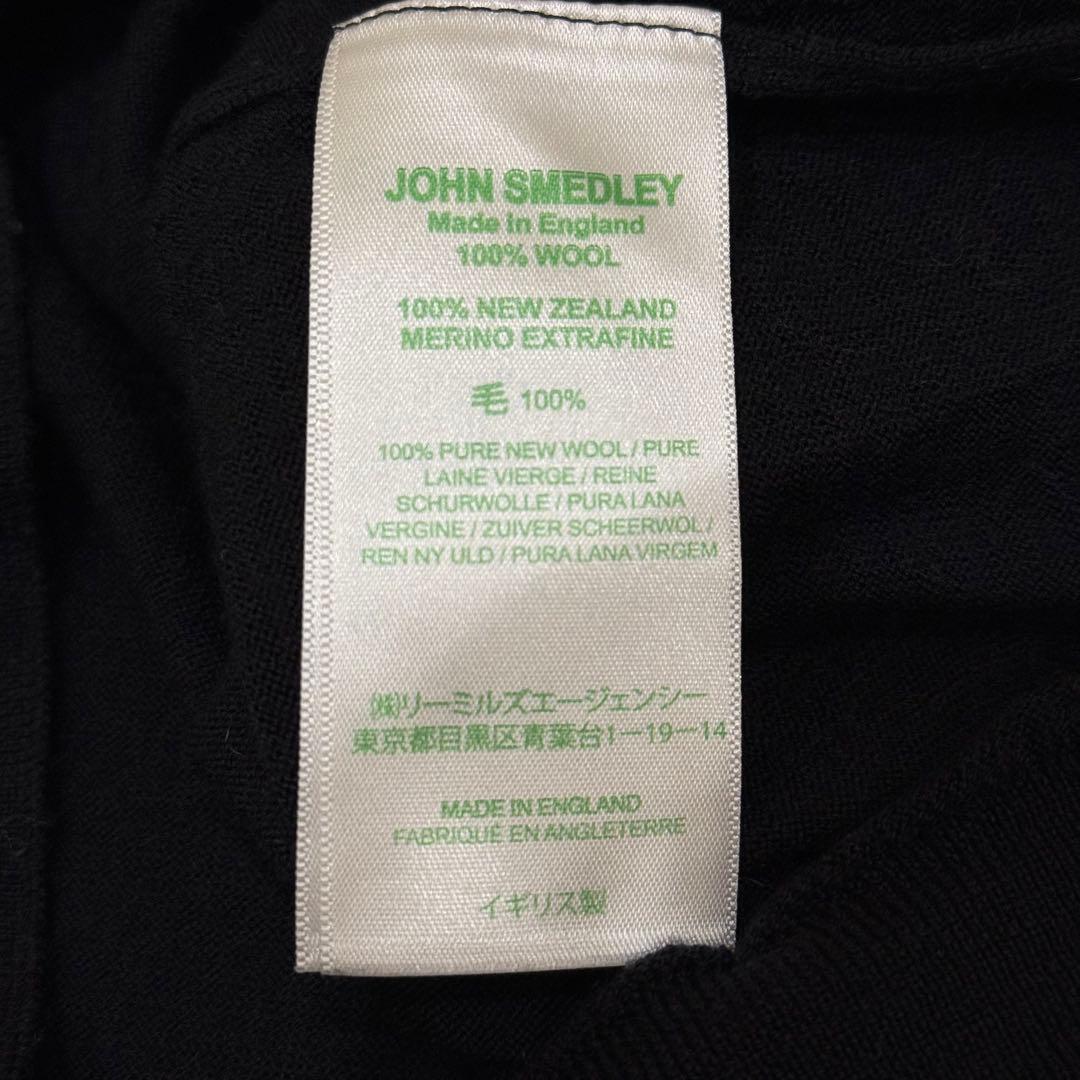 JOHN SMEDLEY
Made in England
100% WOOL
100% NEW ZEALAND
MERINO EXTRAFINE
毛 100%
100% PURE NEW WOOL / PURE
LAINE VIERGE / REINE
SCHURWOLLE / PURA LANA
VERGINE / ZUIVER SCHEERWOL /
REN NY ULD / PURA LANA VIRGEM
㈱リーミルズエージェンシー
東京都目黒区青葉台1-19-14
MADE IN ENGLAND
FABRIQUÉ EN ANGLETERRE
イギリス製